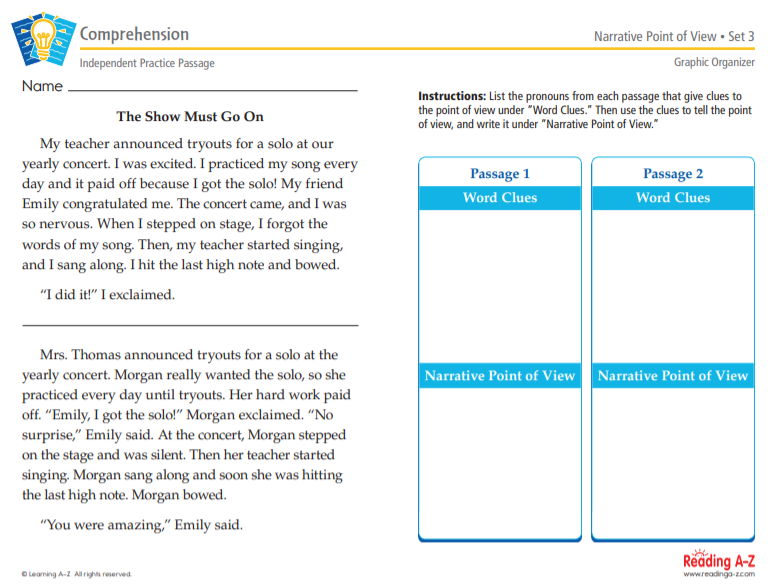 Comprehension
Narrative Point of View • Set 3
Independent Practice Passage
Graphic Organizer
Name
The Show Must Go On
My teacher announced tryouts for a solo at our
yearly concert. I was excited. I practiced my song every
day and it paid off because I got the solo! My friend
Emily congratulated me. The concert came, and I was
so nervous. When I stepped on stage, I forgot the
words of my song. Then, my teacher started singing,
and I sang along. I hit the last high note and bowed.
“I did it!” I exclaimed.
Mrs. Thomas announced tryouts for a solo at the
yearly concert. Morgan really wanted the solo, so she
practiced every day until tryouts. Her hard work paid
off. “Emily, I got the solo!” Morgan exclaimed. “No
surprise,” Emily said. At the concert, Morgan stepped
on the stage and was silent. Then her teacher started
singing. Morgan sang along and soon she was hitting
the last high note. Morgan bowed.
“You were amazing,” Emily said.
Instructions: List the pronouns from each passage that give clues to
the point of view under “Word Clues.” Then use the clues to tell the point
of view, and write it under “Narrative Point of View.”
Passage 1
Word Clues
Narrative Point of View
Passage 2
Word Clues
Narrative Point of View
© Learning A–Z All rights reserved.
Reading A–Z
www.readinga-z.com